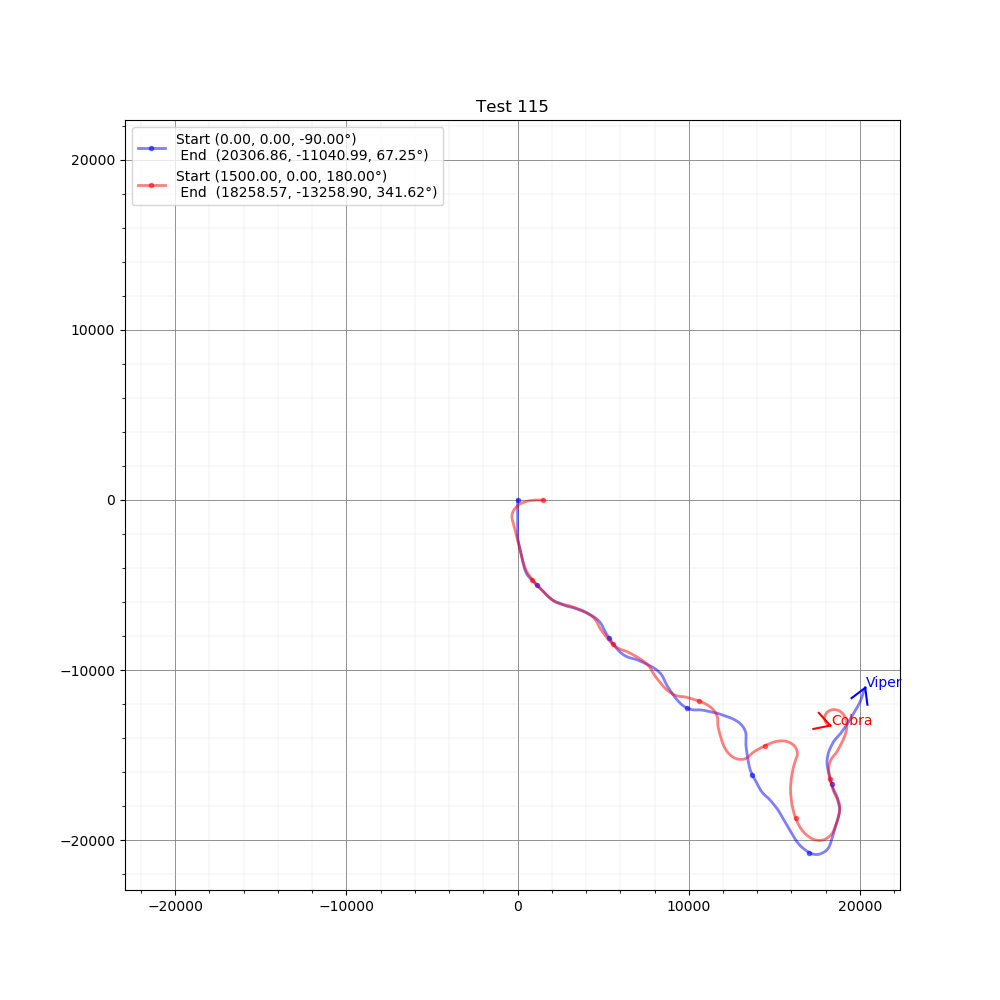 Test 115
Start (0.00, 0.00, -90.00°)
End  (20306.86, -11040.99, 67.25°)
Start (1500.00, 0.00, 180.00°)
End  (18258.57, -13258.90, 341.62°)
20000
10000
0
−10000
−20000
Viper
Cobra
−20000
−10000
0
10000
20000